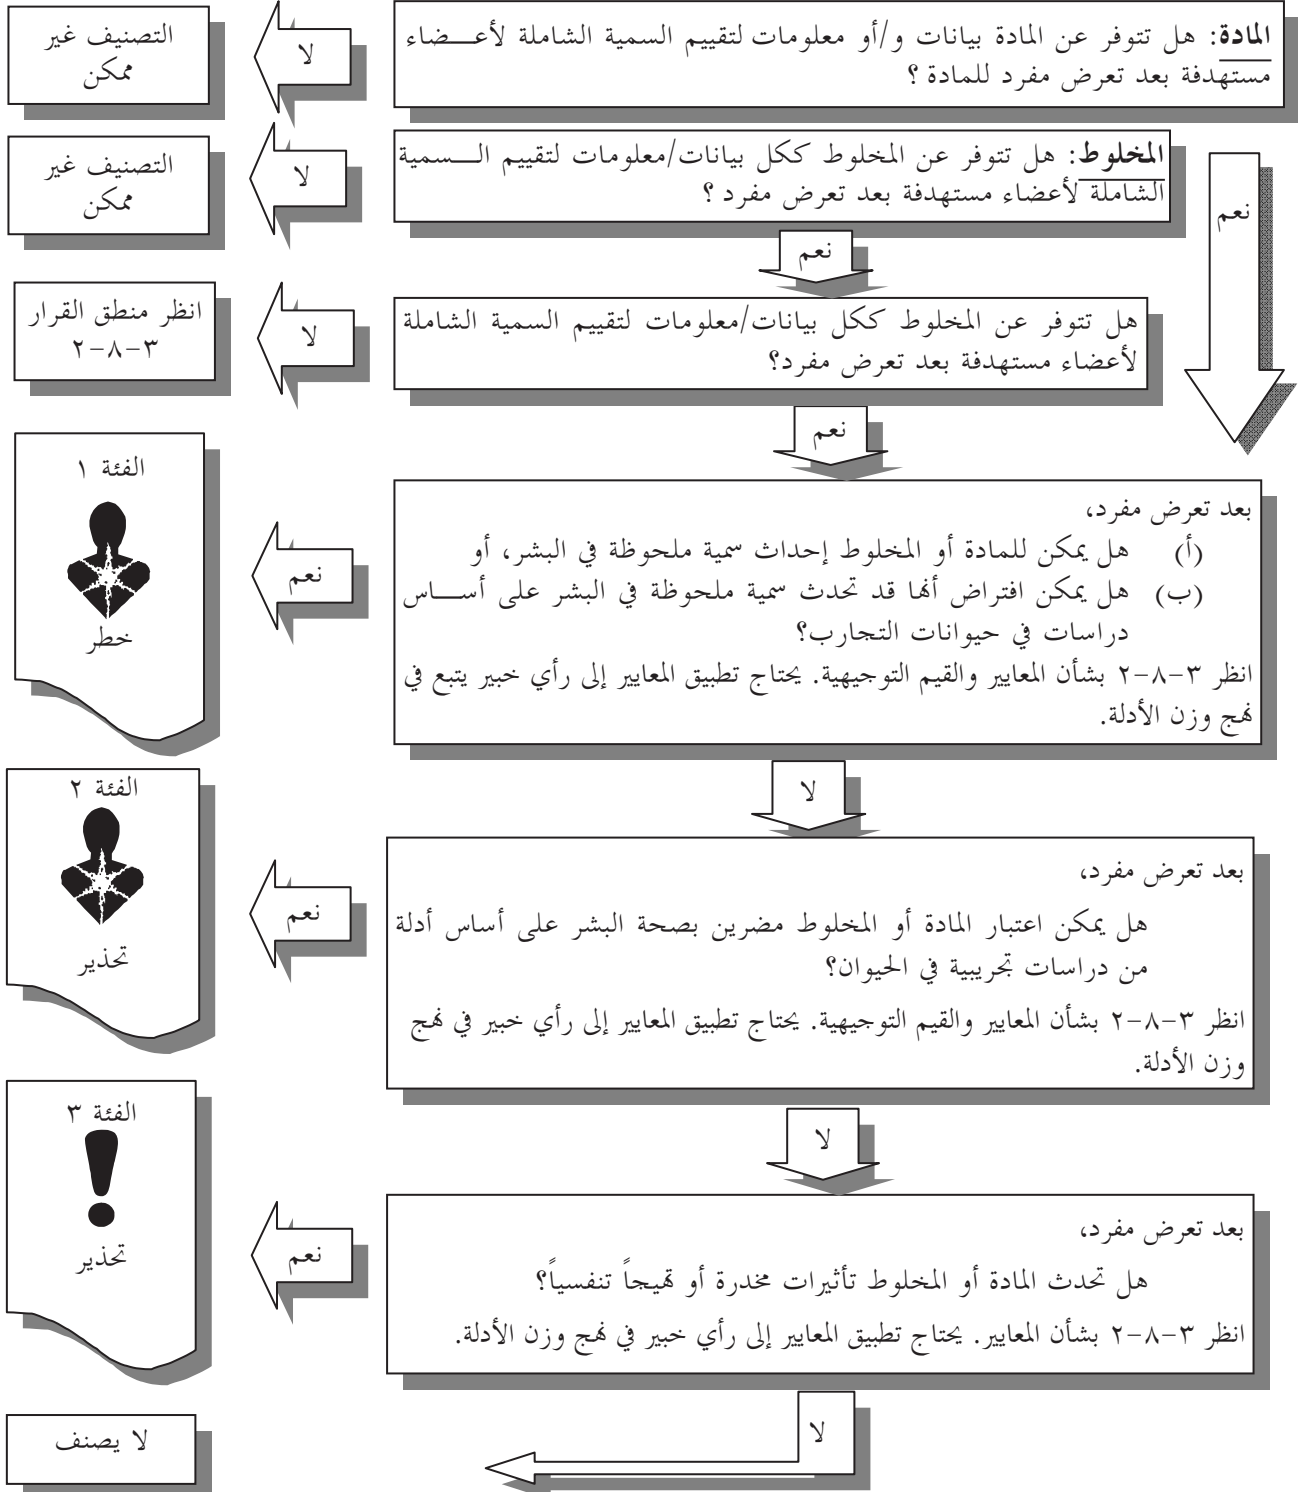 المادة: هل تتوفر عن المادة بيانات و/أو معلومات لتقييم السمية الشاملة لأعضاء
مستهدفة بعد تعرض مفرد للمادة ؟
لا
التصنيف غير
ممكن
المخلوط: هل تتوفر عن المخلوط ككل بيانات/معلومات لتقييم السمية
الشاملة لأعضاء مستهدفة بعد تعرض مفرد ؟
لا
التصنيف غير
ممكن
نعم
نعم
هل تتوفر عن المخلوط ككل بيانات/معلومات لتقييم السمية الشاملة
لأعضاء مستهدفة بعد تعرض مفرد؟
لا
انظر منطق القرار
٣-٨-٢
نعم
بعد تعرض مفرد،
(أ) هل يمكن للمادة أو المخلوط إحداث سمية ملحوظة في البشر، أو
(ب) هل يمكن افتراض أنها قد تحدث سمية ملحوظة في البشر على أساس
دراسات في حيوانات التجارب؟
انظر ٣-٨-٢ بشأن المعايير والقيم التوجيهية. يحتاج تطبيق المعايير إلى رأي خبير يتبع في
نهج وزن الأدلة.
نعم
الفئة ١
خطر
لا
بعد تعرض مفرد،
هل يمكن اعتبار المادة أو المخلوط مضرين بصحة البشر على أساس أدلة
من دراسات تجريبية في الحيوان؟
انظر ٣-٨-٢ بشأن المعايير والقيم التوجيهية. يحتاج تطبيق المعايير إلى رأي خبير في نهج
وزن الأدلة.
نعم
الفئة ٢
تحذير
لا
بعد تعرض مفرد،
هل تحدث المادة أو المخلوط تأثيرات مخدرة أو تهيجاً تنفسياً؟
انظر ٣-٨-٢ بشأن المعايير. يحتاج تطبيق المعايير إلى رأي خبير في نهج وزن الأدلة.
نعم
الفئة ٣
تحذير
لا
لا يصنف